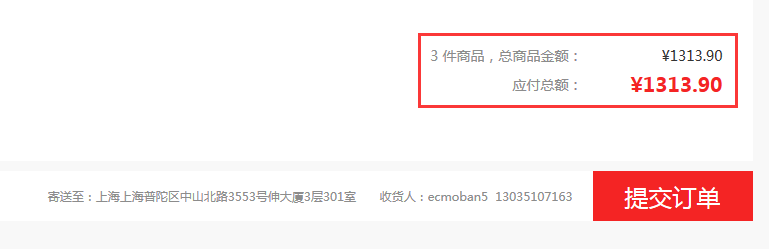 3 件商品，总商品金额： ¥1313.90
应付总额： ¥1313.90
寄送至：上海上海普陀区中山北路3553号伸大厦3层301室 收货人：ecmoban5 13035107163 提交订单